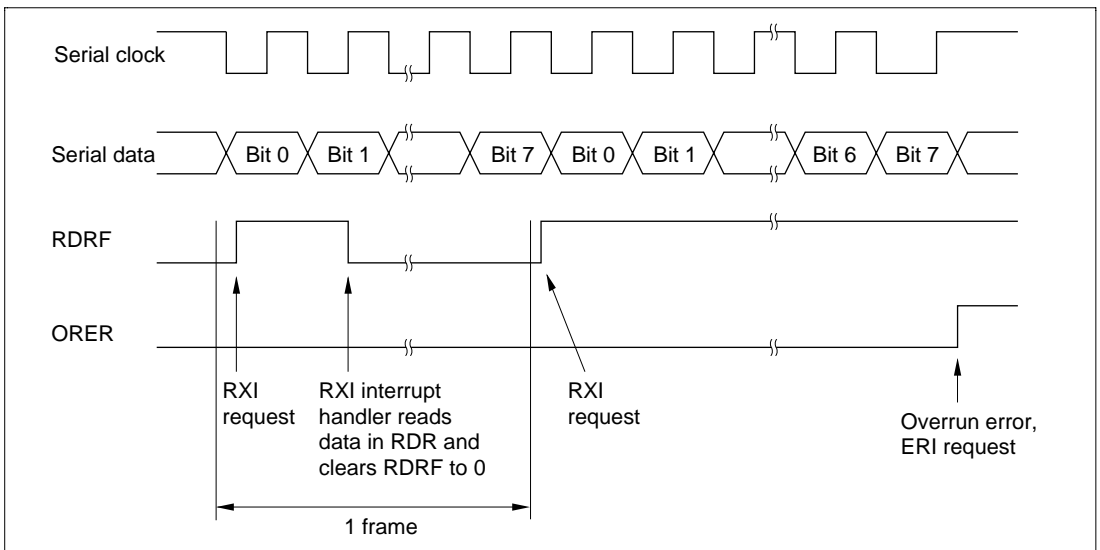 Serial clock
Serial data
Bit 0
Bit 1
Bit 7
Bit 0
Bit 1
Bit 6
Bit 7
RDRF
ORER
RXI
request
RXI interrupt
handler reads
data in RDR and
clears RDRF to 0
RXI
request
Overrun error,
ERI request
1 frame